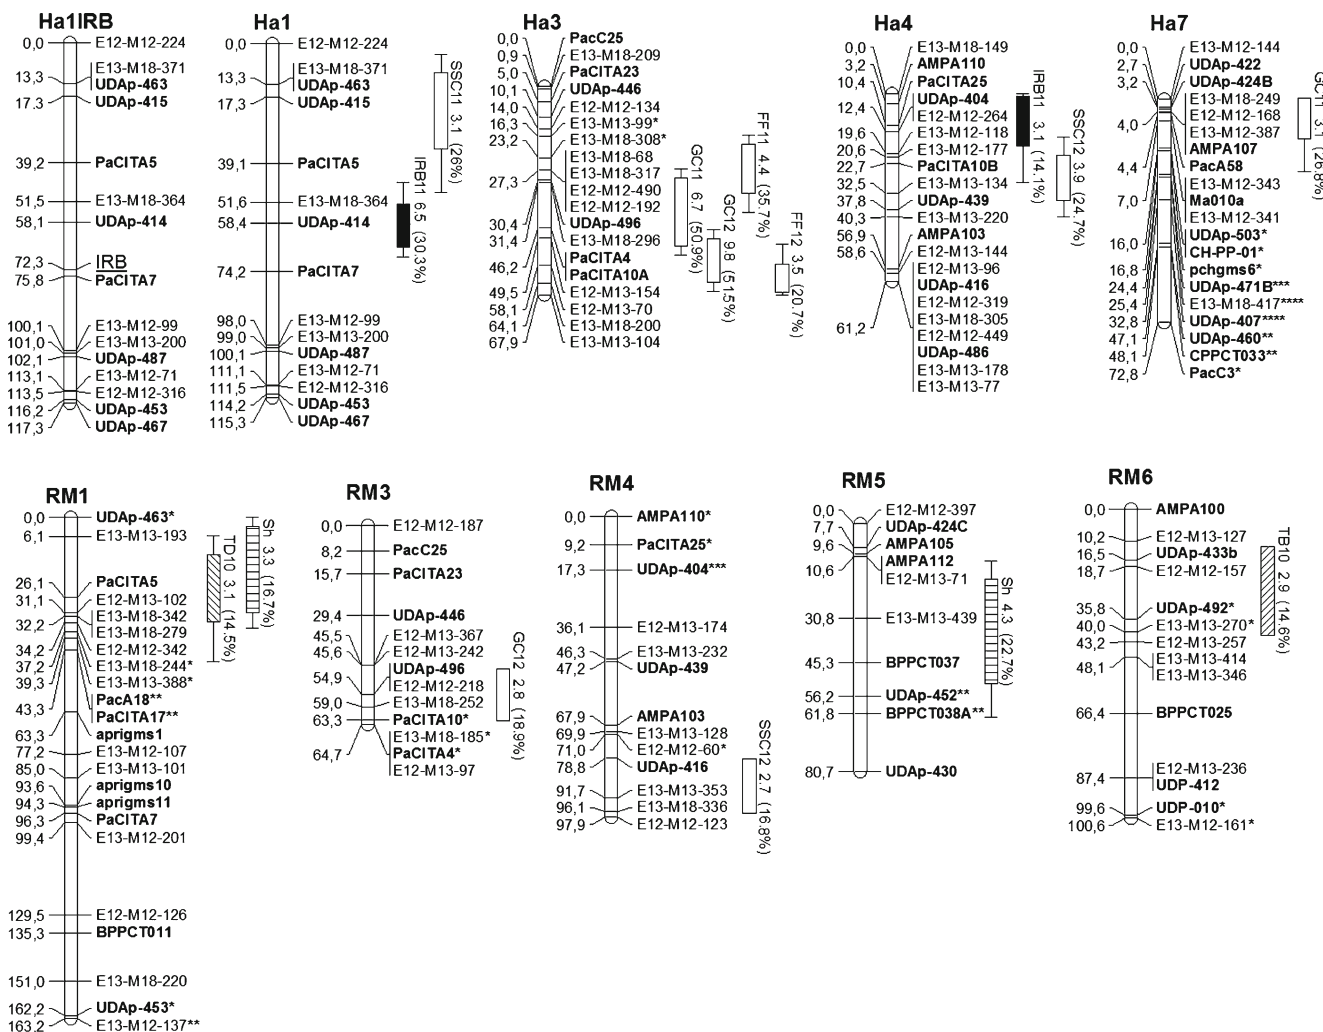 Ha1IRB
0,0 E12-M12-224
E13-M18-371
13,3 UDAp-463
17,3 UDAp-415
39,2 PaCITA5
51,5 E13-M18-364
58,1 UDAp-414
72,3 IRB
75,8 PaCITA7
100,1 E13-M12-99
101,0 E13-M13-200
102,1 UDAp-487
113,1 E13-M12-71
113,5 E12-M12-316
116,2 UDAp-453
117,3 UDAp-467
Ha1
0,0 E12-M12-224
E13-M18-371
13,3 UDAp-463
17,3 UDAp-415
39,1 PaCITA5
51,6 E13-M18-364
58,4 UDAp-414
74,2 PaCITA7
98,0 E13-M12-99
99,0 E13-M13-200
100,1 UDAp-487
111,1 E13-M12-71
111,5 E12-M12-316
114,2 UDAp-453
115,3 UDAp-467
IRB11 6.5 (30.3%)
SSC11 3.1 (26%)
Ha3
0,0 PacC25
0,9 E13-M18-209
5,0 PaCITA23
10,1 UDAp-446
14,0 E12-M12-134
16,3 E13-M13-99*
23,2 E13-M18-308*
E13-M18-68
27,3 E13-M18-317
E12-M12-490
E12-M12-192
30,4 UDAp-496
31,4 E13-M18-296
PaCITA4
46,2 PaCITA10A
49,5 E12-M13-154
58,1 E12-M13-70
64,1 E13-M18-200
67,9 E13-M13-104
GC11 6.7 (50.9%)
GC12 9.8 (51.5%)
FF11 4.4 (35.7%)
FF12 3.5 (20.7%)
Ha4
0,0 E13-M18-149
3,2 AMPA110
10,4 PaCITA25
UDAp-404
12,4 E12-M12-264
19,6 E13-M12-118
20,6 E13-M12-177
22,7 PaCITA10B
32,5 E13-M13-134
37,8 UDAp-439
40,3 E13-M13-220
56,9 AMPA103
58,6 E12-M12-144
E12-M13-96
UDAp-416
E12-M12-319
E13-M18-305
61,2 E12-M12-449
UDAp-486
E13-M13-178
E13-M13-77
IRB11 3.1 (14.1%)
SSC12 3.9 (24.7%)
Ha7
0,0 E13-M12-144
2,7 UDAp-422
3,2 UDAp-424B
E13-M18-249
4,0 E12-M12-168
E13-M12-387
AMPA107
4,4 PacA58
E13-M12-343
7,0 Ma010a
E13-M12-341
UDAp-503*
16,0 CH-PP-01*
16,8 pchgms6*
24,4 UDAp-471B***
25,4 E13-M18-417****
32,8 UDAp-407****
47,1 UDAp-460**
48,1 CPPCT033**
72,8 PacC3*
GC11 3.1 (26.8%)
RM1
0,0 UDAp-463*
6,1 E13-M13-193
26,1 PaCITA5
31,1 E12-M13-102
E13-M18-342
32,2 E13-M18-279
34,2 E12-M12-342
37,2 E13-M18-244*
39,3 E13-M13-388*
PacA18**
43,3 PaCITA17**
63,3 aprigms1
77,2 E13-M12-107
85,0 E13-M13-101
93,6 aprigms10
94,3 aprigms11
96,3 PaCITA7
99,4 E13-M12-201
129,5 E12-M12-126
135,3 BPPCT011
151,0 E13-M18-220
162,2 UDAp-453*
163,2 E13-M12-137**
TD10 3.1 (14.5%)
Sh 3.3 (16.7%)
RM3
0,0 E12-M12-187
8,2 PacC25
15,7 PaCITA23
29,4 UDAp-446
45,5 E12-M13-367
45,6 E12-M13-242
UDAp-496
54,9 E12-M12-218
59,0 E13-M18-252
63,3 PaCITA10*
E13-M18-185*
64,7 PaCITA4*
E12-M13-97
GC12 2.8 (18.9%)
RM4
0,0 AMPA110*
9,2 PaCITA25*
17,3 UDAp-404***
36,1 E12-M13-174
46,3 E13-M13-232
47,2 UDAp-439
67,9 AMPA103
69,9 E13-M13-128
71,0 E12-M12-60*
78,8 UDAp-416
91,7 E13-M13-353
96,1 E13-M18-336
97,9 E12-M12-123
SSC12 2.7 (16.8%)
RM5
0,0 E12-M12-397
7,7 UDAp-424C
9,6 AMPA105
AMPA112
10,6 E12-M13-71
30,8 E13-M13-439
45,3 BPPCT037
56,2 UDAp-452**
61,8 BPPCT038A**
80,7 UDAp-430
Sh 4.3 (22.7%)
RM6
0,0 AMPA100
10,2 E12-M13-127
16,5 UDAp-433b
18,7 E12-M12-157
35,8 UDAp-492*
40,0 E13-M13-270*
43,2 E13-M12-257
E13-M13-414
48,1 E13-M13-346
66,4 BPPCT025
E12-M13-236
87,4 UDP-412
99,6 UDP-010*
100,6 E13-M12-161*
TB10 2.9 (14.6%)